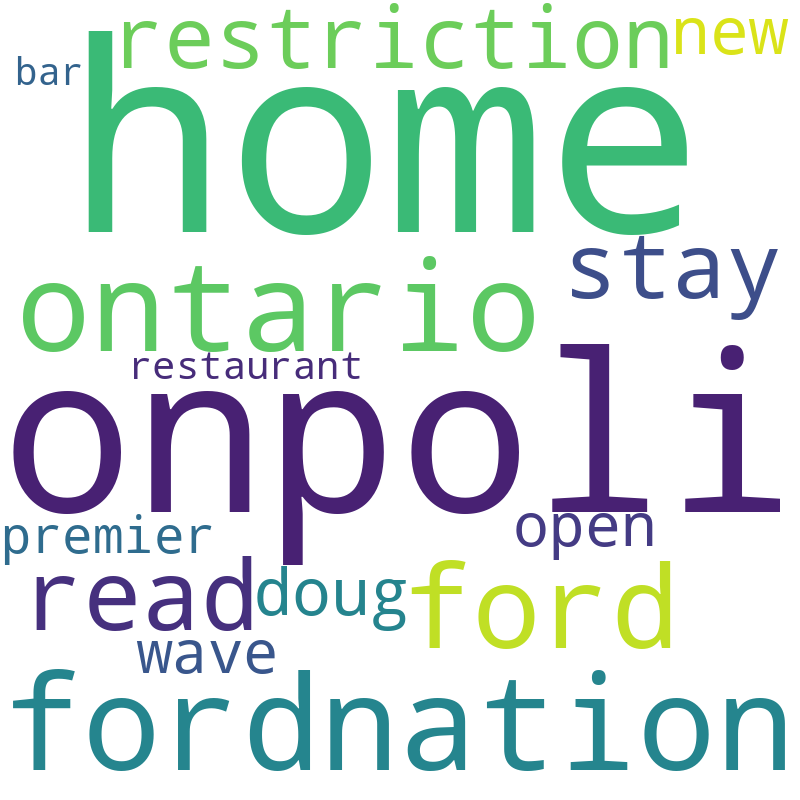 restriction new
bar
home
stay
ontario
restaurant
onpoli
open
premier
read doug ford
wave
fordnation